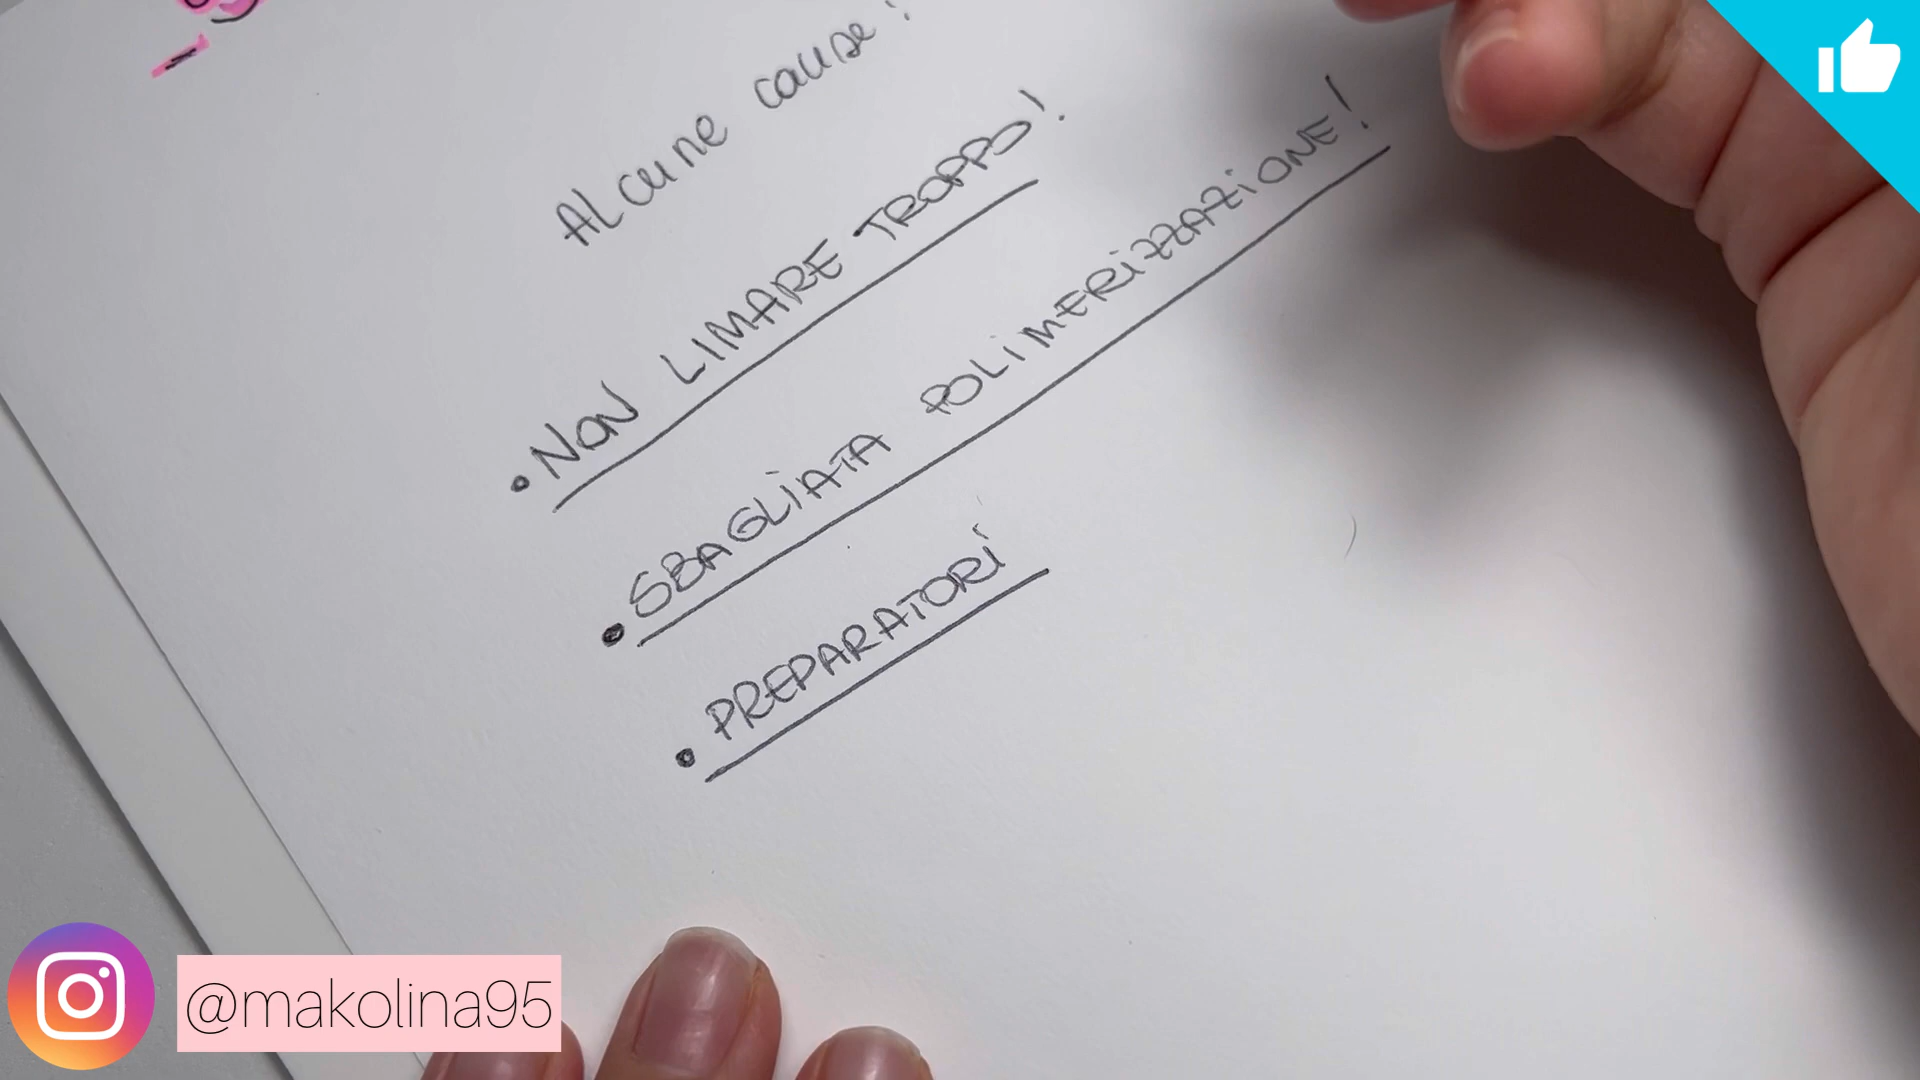 Alcune cause:
• NON LIMARE TROPPO!
• SBAGLIATA POLIMERIZZAZIONE!
• PREPARATORI
@makolina95